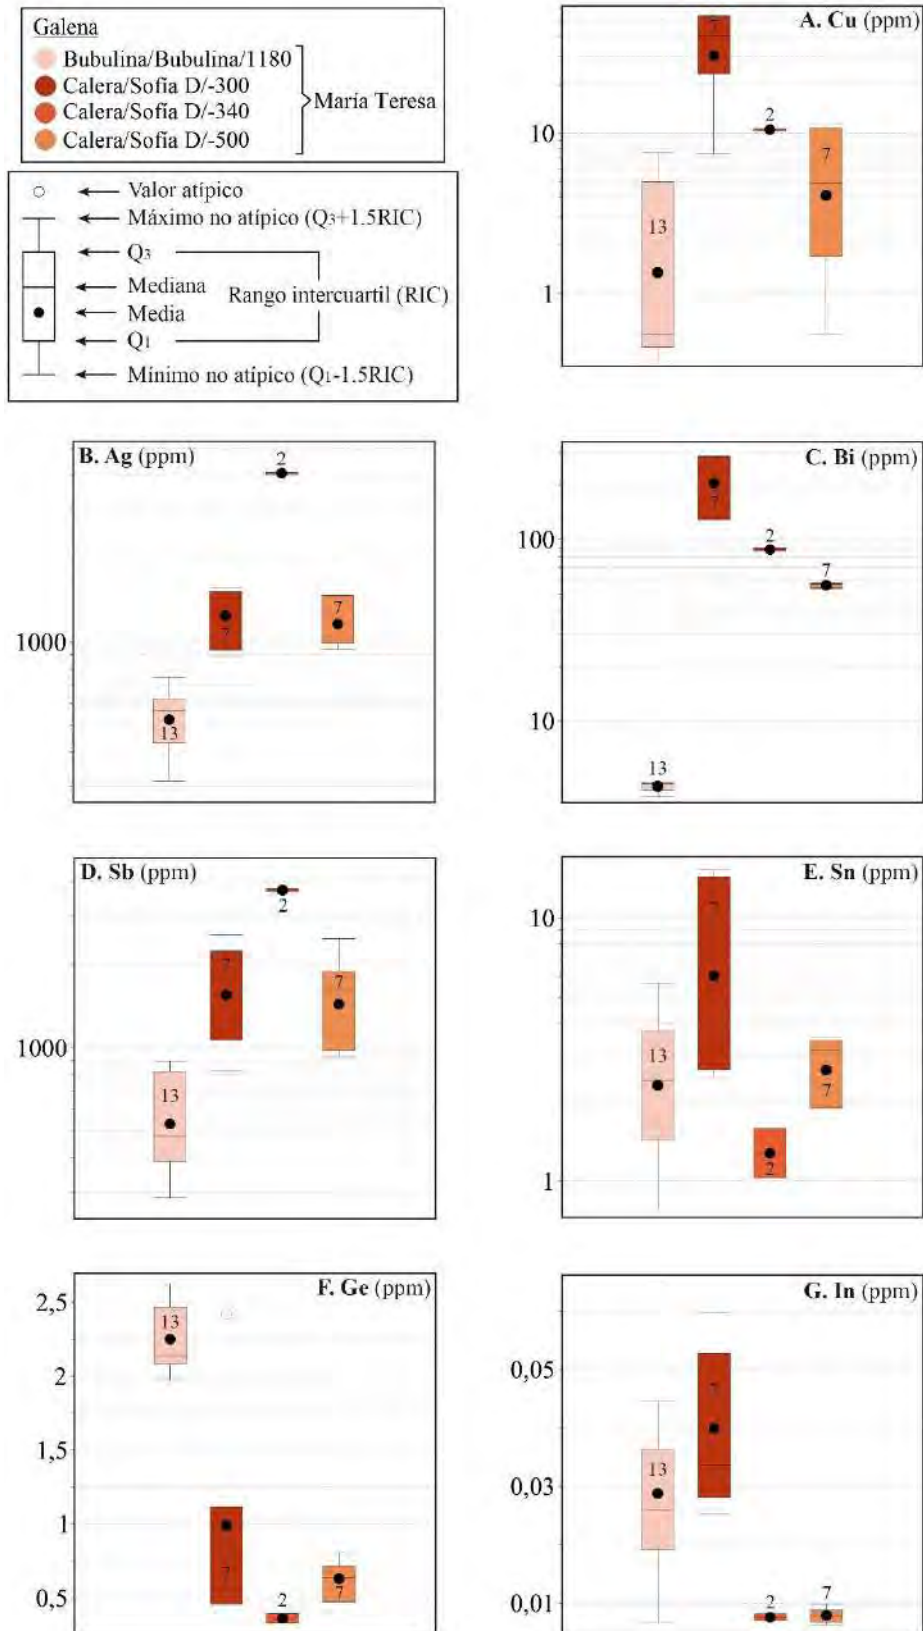 Galena
Bubulina/Bubulina/1180
Calera/Sofía D/-300
Calera/Sofía D/-340
Calera/Sofía D/-500
María Teresa
Valor atípico
Máximo no atípico (Q3+1.5RIC)
Q3
Mediana
Media
Q1
Rango intercuartil (RIC)
Mínimo no atípico (Q1-1.5RIC)
A. Cu (ppm)
10
1
13
7
2
7
B. Ag (ppm)
1000
13
7
2
7
C. Bi (ppm)
100
10
13
7
2
7
D. Sb (ppm)
1000
13
7
2
7
E. Sn (ppm)
10
1
13
7
2
7
F. Ge (ppm)
2,5
2
1,5
1
0,5
13
7
2
7
G. In (ppm)
0,05
0,03
0,01
13
7
2
7